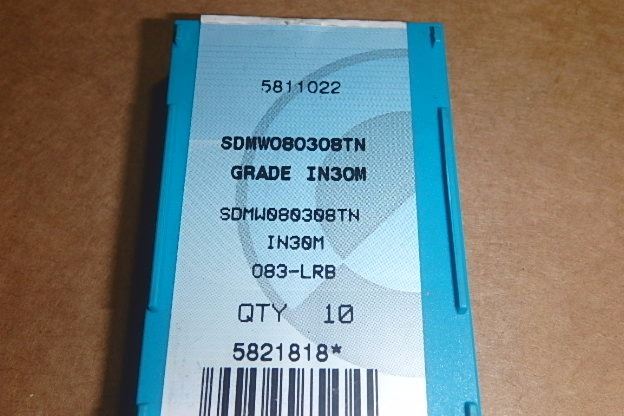 5811022
SDMW080308TN
GRADE IN30M
SDMW080308TN
IN30M
083-LRB
QTY 10
5821818*